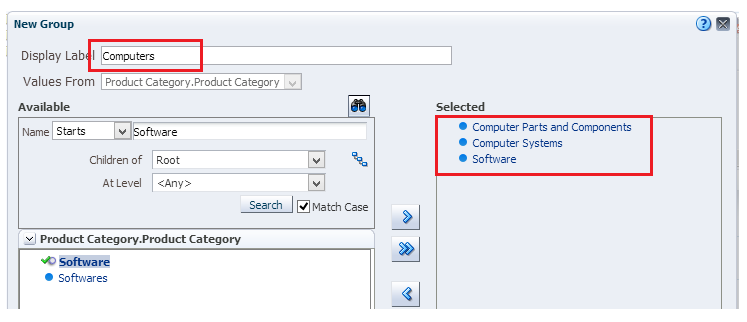 New Group
Display Label Computers
Values From Product Category.Product Category
Available
Name Starts Software
Children of Root
At Level <Any>
Search Match Case
Product Category.Product Category
Software
Softwares
Selected
Computer Parts and Components
Computer Systems
Software